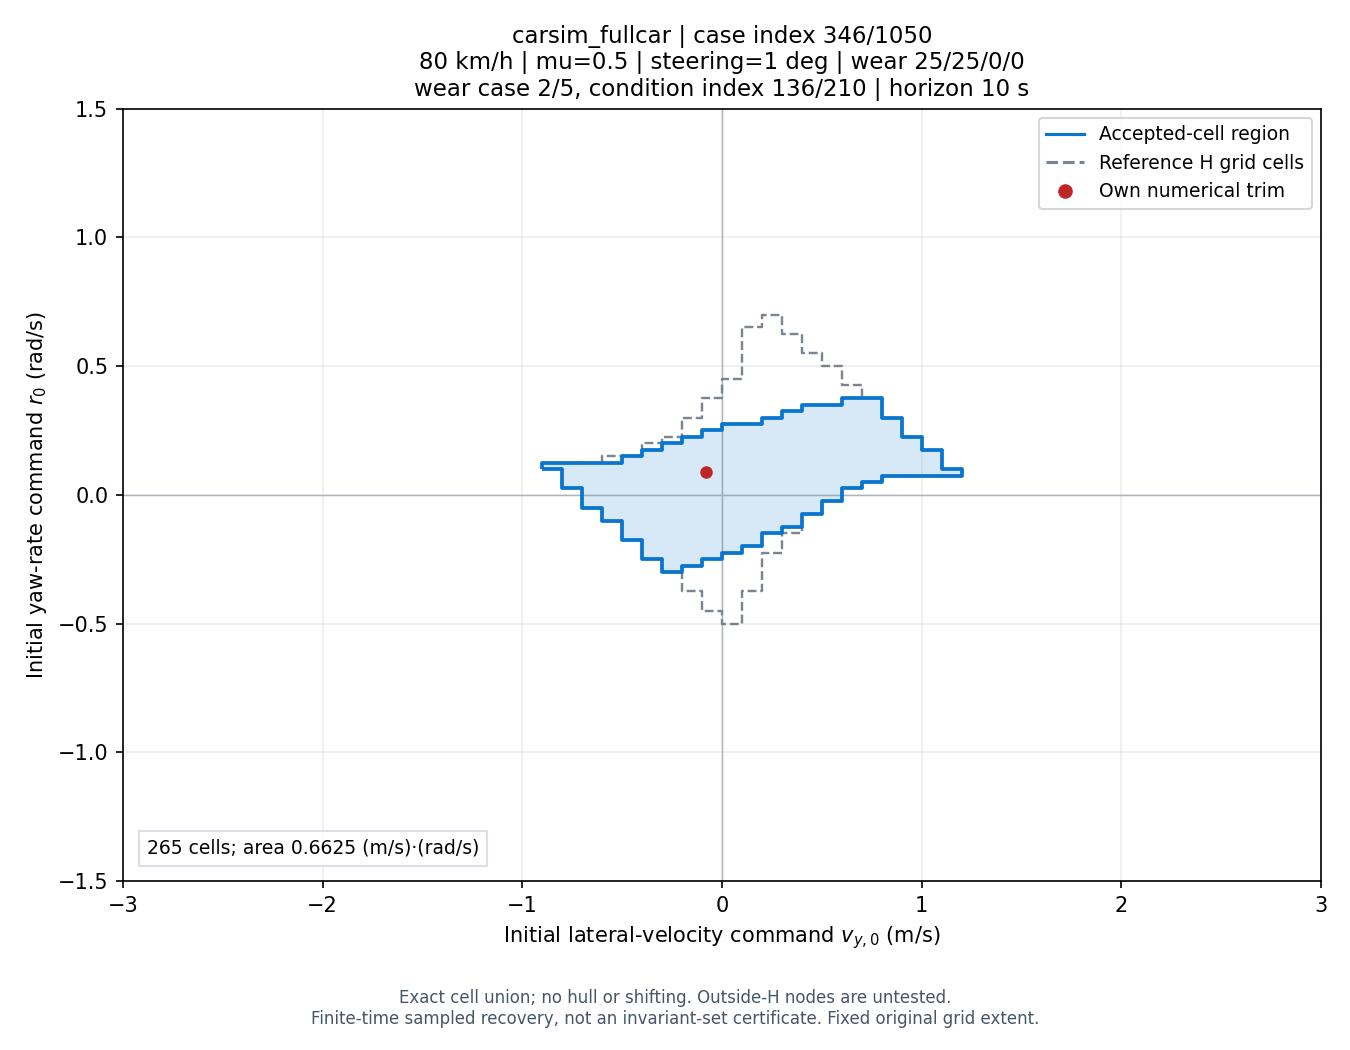 carsim_fullcar | case index 346/1050
80 km/h | mu=0.5 | steering=1 deg | wear 25/25/0/0
wear case 2/5, condition index 136/210 | horizon 10 s
Accepted-cell region
Reference H grid cells
Own numerical trim
1.5
1.0
0.5
0.0
−0.5
−1.0
−1.5
Initial yaw-rate command r₀ (rad/s)
265 cells; area 0.6625 (m/s)·(rad/s)
−3 −2 −1 0 1 2 3
Initial lateral-velocity command v_{y,0} (m/s)
Exact cell union; no hull or shifting. Outside-H nodes are untested.
Finite-time sampled recovery, not an invariant-set certificate. Fixed original grid extent.